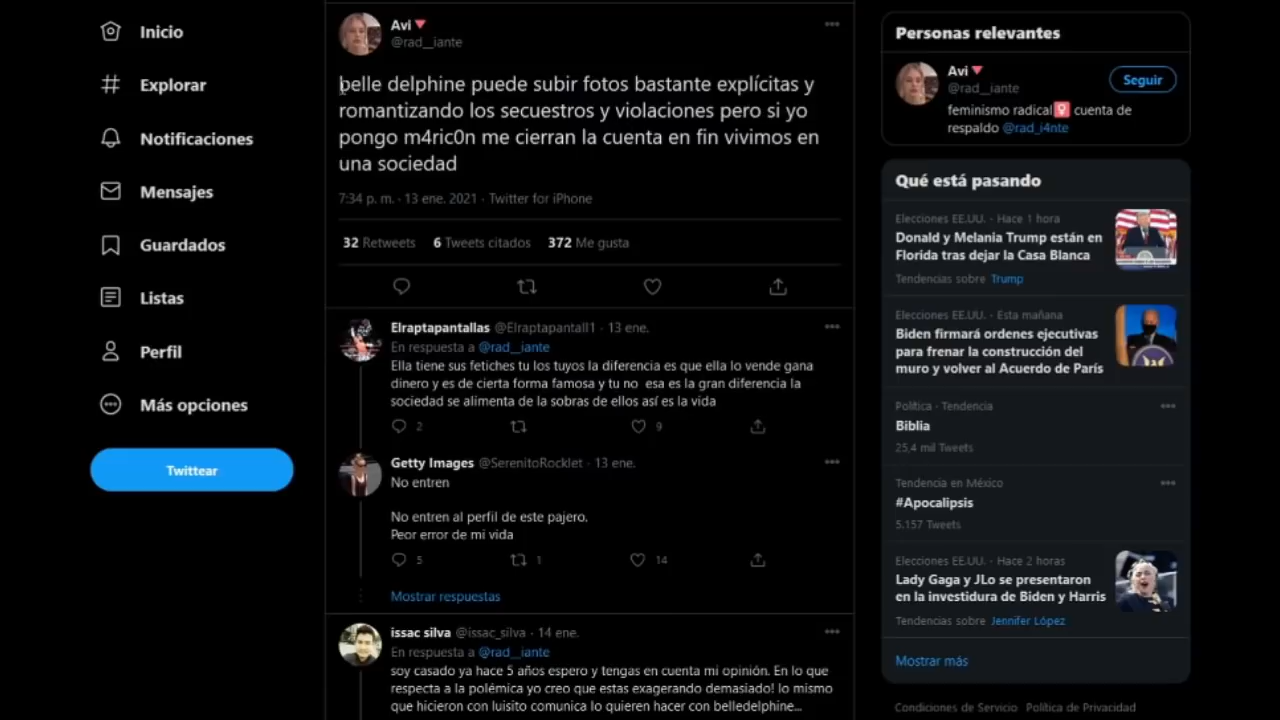 Inicio
Explorar
Notificaciones
Mensajes
Guardados
Listas
Perfil
Más opciones
Twittear
Avi
@rad__iante
belle delphine puede subir fotos bastante explícitas y
romantizando los secuestros y violaciones pero si yo
pongo m4ric0n me cierran la cuenta en fin vivimos en
una sociedad
7:34 p. m. · 13 ene. 2021 · Twitter for iPhone
32 Retweets 6 Tweets citados 372 Me gusta
Elraptapantallas @Elraptapantall1 · 13 ene.
En respuesta a @rad__iante
Ella tiene sus fetiches tu los tuyos la diferencia es que ella lo vende gana
dinero y es de cierta forma famosa y tu no esa es la gran diferencia la
sociedad se alimenta de la sobras de ellos así es la vida
2 9
Getty Images @SerenitoRocklet · 13 ene.
No entren
No entren al perfil de este pajero.
Peor error de mi vida
5 1 14
Mostrar respuestas
issac silva @issac_silva · 14 ene.
En respuesta a @rad__iante
soy casado ya hace 5 años espero y tengas en cuenta mi opinión. En lo que
respecta a la polémica yo creo que estas exagerando demasiado! lo mismo
que hicieron con luisito comunica lo quieren hacer con belledelphine...
Personas relevantes
Avi
@rad__iante
Seguir
feminismo radical cuenta de
respaldo @rad_i4nte
Qué está pasando
Elecciones EE.UU. · Hace 1 hora
Donald y Melania Trump están en
Florida tras dejar la Casa Blanca
Tendencias sobre Trump
Elecciones EE.UU. · Esta mañana
Biden firmará ordenes ejecutivas
para frenar la construcción del
muro y volver al Acuerdo de París
Política · Tendencia
Biblia
25,4 mil Tweets
Tendencia en México
#Apocalipsis
5.157 Tweets
Elecciones EE.UU. · Hace 2 horas
Lady Gaga y JLo se presentaron
en la investidura de Biden y Harris
Tendencias sobre Jennifer López
Mostrar más
Condiciones de Servicio Política de Privacidad